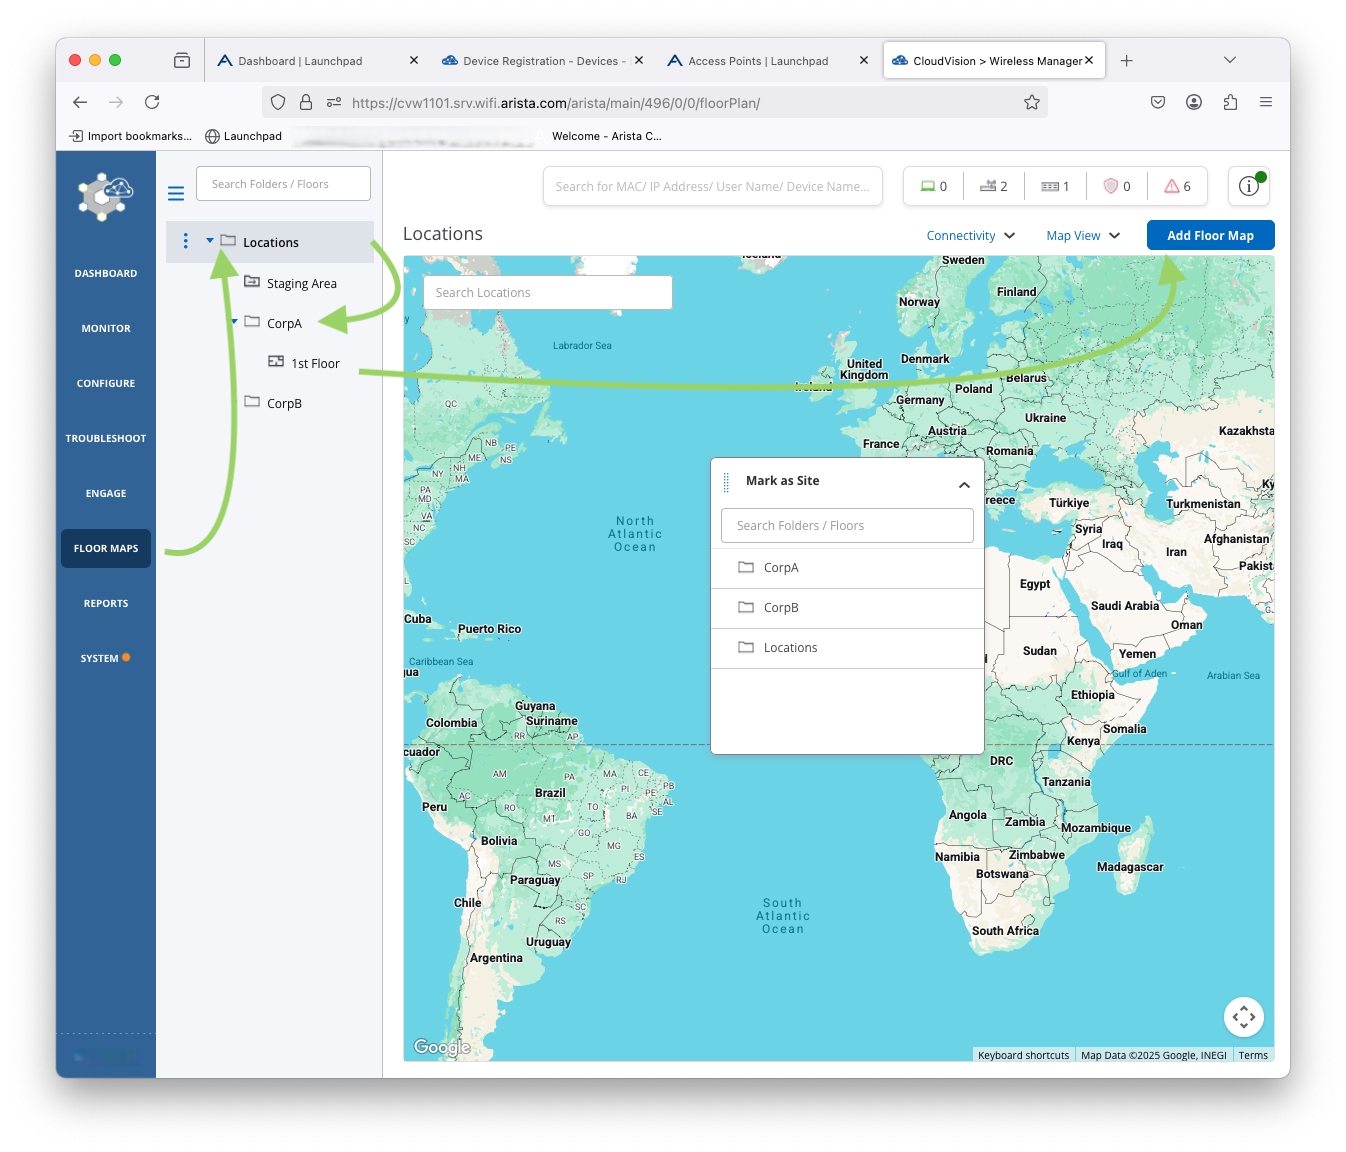 Dashboard | Launchpad
Device Registration - Devices -
Access Points | Launchpad
CloudVision > Wireless Manager
https://cvw1101.srv.wifi.arista.com/arista/main/496/0/0/floorPlan/
Import bookmarks...
Launchpad
Welcome - Arista C...
Search Folders / Floors
Search for MAC/ IP Address/ User Name/ Device Name...
0
2
1
0
6
DASHBOARD
MONITOR
CONFIGURE
TROUBLESHOOT
ENGAGE
FLOOR MAPS
REPORTS
SYSTEM
Locations
Staging Area
CorpA
1st Floor
CorpB
Locations
Connectivity
Map View
Add Floor Map
Search Locations
Iceland
Sweden
Norway
Finland
Labrador Sea
United
Kingdom
Denmark
Ireland
Belarus
Poland
Germany
QC
Ukraine
Austria
Kazakhsta
France
Romania
NB
PE
ME
NS
NH
NY
MA
PA
MD
VA
NC
SC
Mark as Site
Search Folders / Floors
CorpA
CorpB
Locations
reece
Türkiye
Turkmenistan
Ky
Syria
Iraq
Iran
Afghanistan
Pakist
North
Atlantic
Ocean
Egypt
Saudi Arabia
Oman
G
Cuba
Puerto Rico
Caribbean Sea
gua
Sudan
Yemen
Gulf of Aden
Arabian Sea
Ethiopia
Somalia
Guyana
Suriname
Colombia
RR
AP
cuador
Kenya
DRC
Tanzania
AM
PA
MA
CE
PB
PI
PE
AL
SE
Brazil
AC
Peru
RO
TO
BA
MT
GO
Angola
Zambia
Mozambique
Bolivia
MG
ES
MS
SP
RJ
Namibia
Zimbabwe
Botswana
Madagascar
Paraguay
Chile
SC
RS
South
Atlantic
Ocean
South Africa
Uruguay
Argentina
Google
Keyboard shortcuts
Map Data ©2025 Google, INEGI
Terms